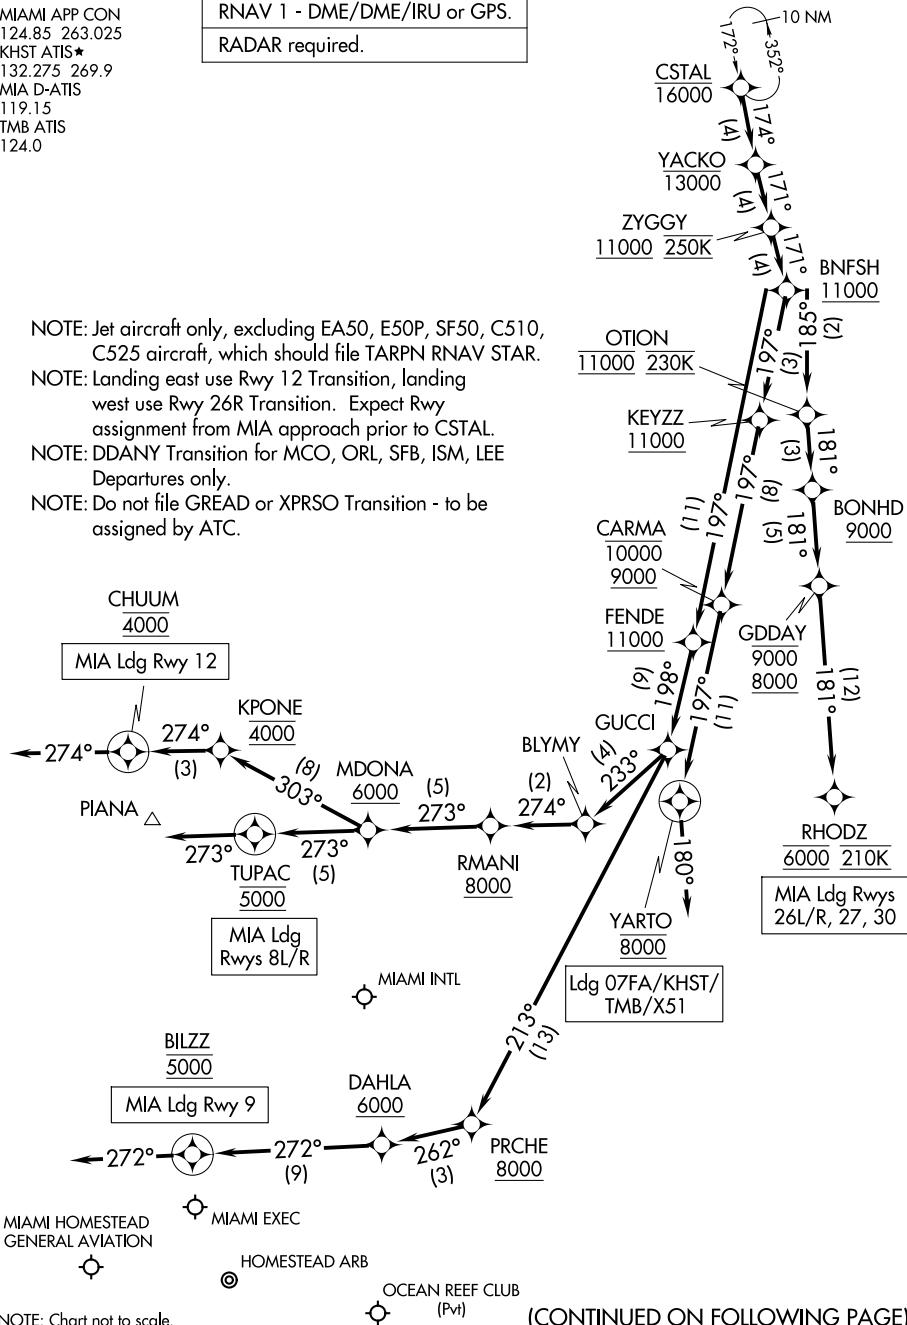 MIAMI APP CON
124.85 263.025
KHST ATIS★
132.275 269.9
MIA D-ATIS
119.15
TMB ATIS
124.0
RNAV 1 - DME/DME/IRU or GPS.
RADAR required.
10 NM
172°
352°
CSTAL
16000
174°
(4)
YACKO
13000
171°
(4)
ZYGGY
11000 250K
171°
(4)
BNFSH
11000
NOTE: Jet aircraft only, excluding EA50, E50P, SF50, C510,
C525 aircraft, which should file TARPN RNAV STAR.
NOTE: Landing east use Rwy 12 Transition, landing
west use Rwy 26R Transition. Expect Rwy
assignment from MIA approach prior to CSTAL.
NOTE: DDANY Transition for MCO, ORL, SFB, ISM, LEE
Departures only.
NOTE: Do not file GREAD or XPRSO Transition - to be
assigned by ATC.
185°
(2)
197°
(3)
OTION
11000 230K
KEYZZ
11000
181°
(3)
197°
(8)
197°
(11)
BONHD
9000
181°
(5)
CARMA
10000
9000
FENDE
11000
GDDAY
9000
8000
198°
(9)
197°
(11)
181°
(12)
CHUUM
4000
MIA Ldg Rwy 12
KPONE
4000
274°
274°
(3)
303°
(8)
MDONA
6000
273°
(5)
BLYMY
274°
(2)
GUCCI
233°
(4)
PIANA
273°
TUPAC
5000
273°
(5)
MIA Ldg
Rwys 8L/R
RMANI
8000
180°
YARTO
8000
Ldg 07FA/KHST/
TMB/X51
RHODZ
6000 210K
MIA Ldg Rwys
26L/R, 27, 30
MIAMI INTL
213°
(13)
BILZZ
5000
MIA Ldg Rwy 9
DAHLA
6000
272°
272°
(9)
262°
(3)
PRCHE
8000
MIAMI EXEC
MIAMI HOMESTEAD
GENERAL AVIATION
HOMESTEAD ARB
OCEAN REEF CLUB
(Pvt)
NOTE: Chart not to scale.
(CONTINUED ON FOLLOWING PAGE)